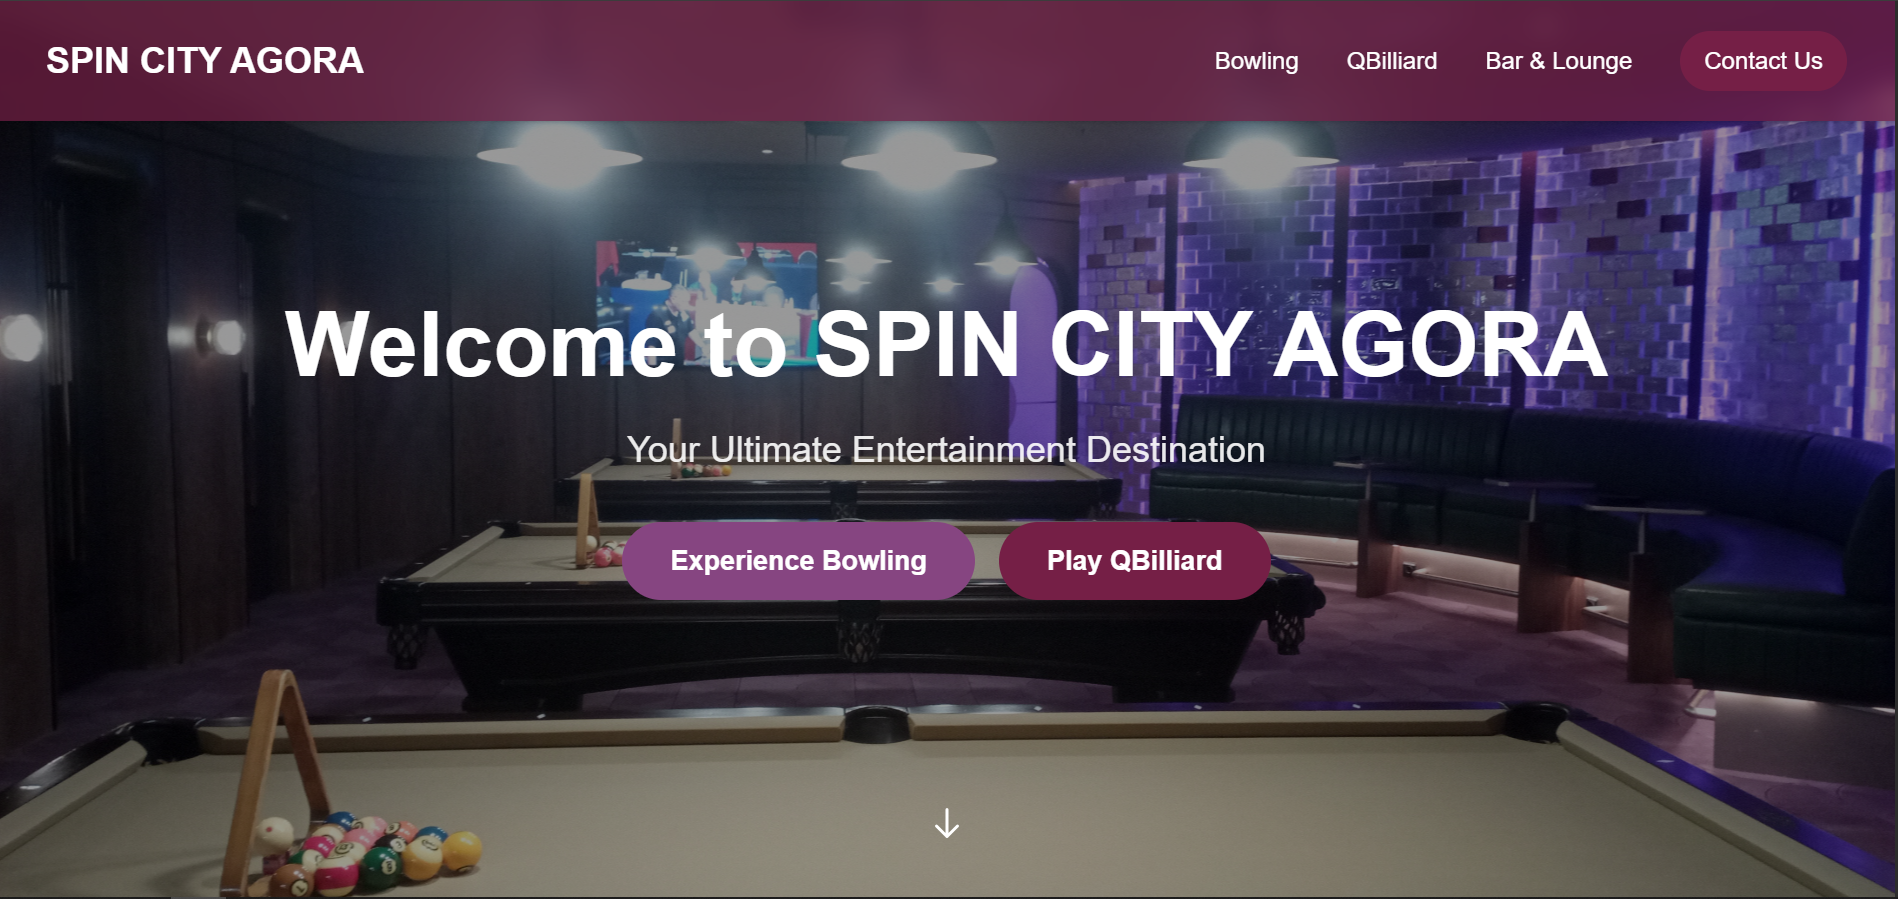 SPIN CITY AGORA
Bowling
QBilliard
Bar & Lounge
Contact Us
Welcome to SPIN CITY AGORA
Your Ultimate Entertainment Destination
Experience Bowling
Play QBilliard